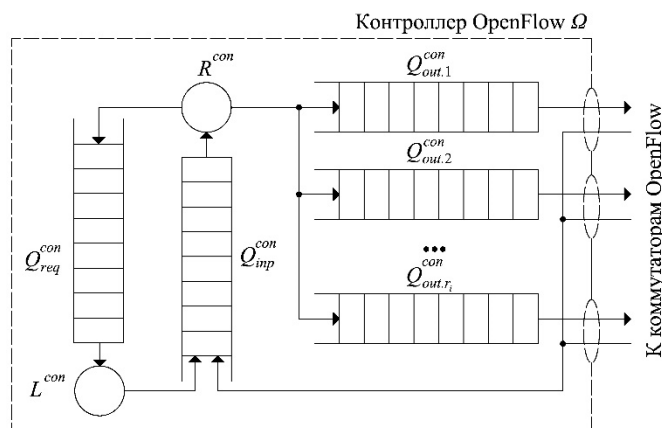 Контроллер OpenFlow Ω
R^con
Q^con_out.1
Q^con_out.2
Q^con_req
Q^con_inp
•••
Q^con_out.r_i
L^con
К коммутаторам OpenFlow